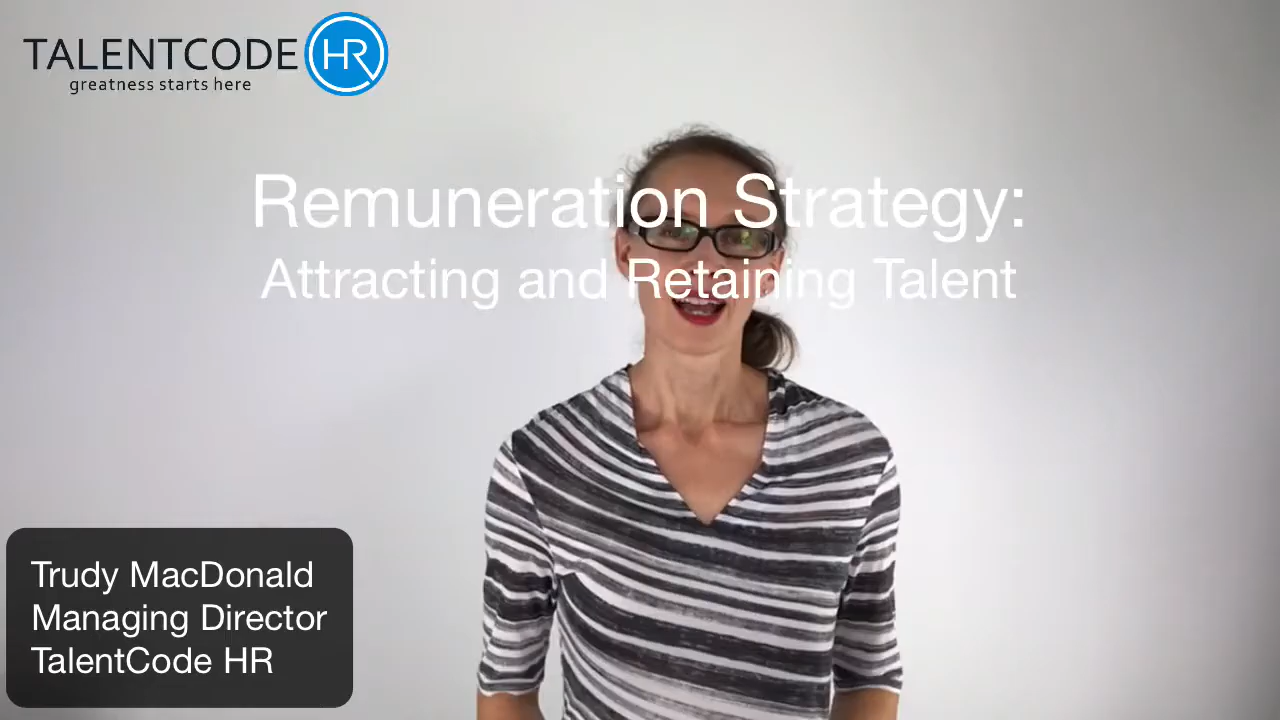 TALENTCODE HR
greatness starts here
Remuneration Strategy:
Attracting and Retaining Talent
Trudy MacDonald
Managing Director
TalentCode HR